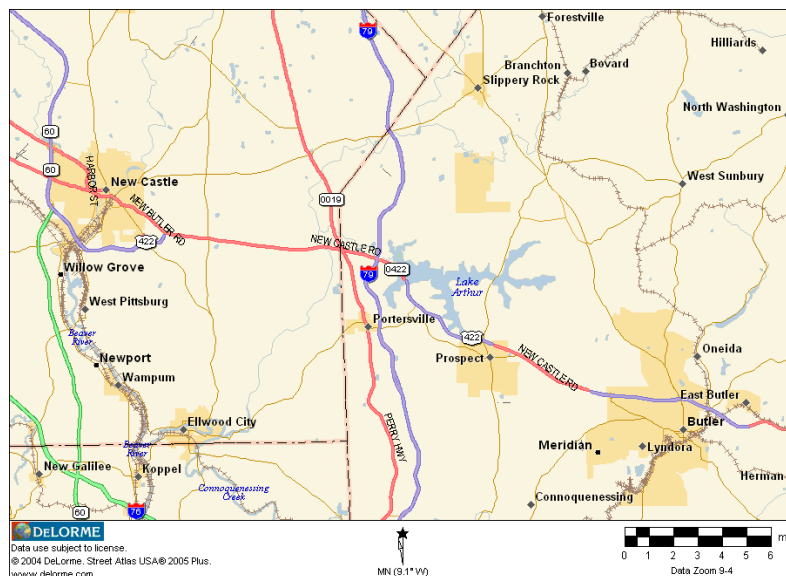 79
Forestville
Hilliards
Branchton
Bovard
Slippery Rock
North Washington
60
60
HARBOR ST
New Castle
West Sunbury
0019
NEW BUTLER RD
422
NEW CASTLE RD
Willow Grove
79
0422
Lake
Arthur
West Pittsburg
Portersville
Beaver
River
422
NEW CASTLE RD
Newport
Prospect
Oneida
Wampum
East Butler
Ellwood City
PERRY HWY
Butler
Beaver
River
Meridian
Lyndora
New Galilee
Koppel
Connoquenessing
Creek
Herman
Connoquenessing
60
76
DELORME
Data use subject to license.
© 2004 DeLorme. Street Atlas USA® 2005 Plus.
www.delorme.com
MN (9.1° W)
m
0 1 2 3 4 5 6
Data Zoom 9-4